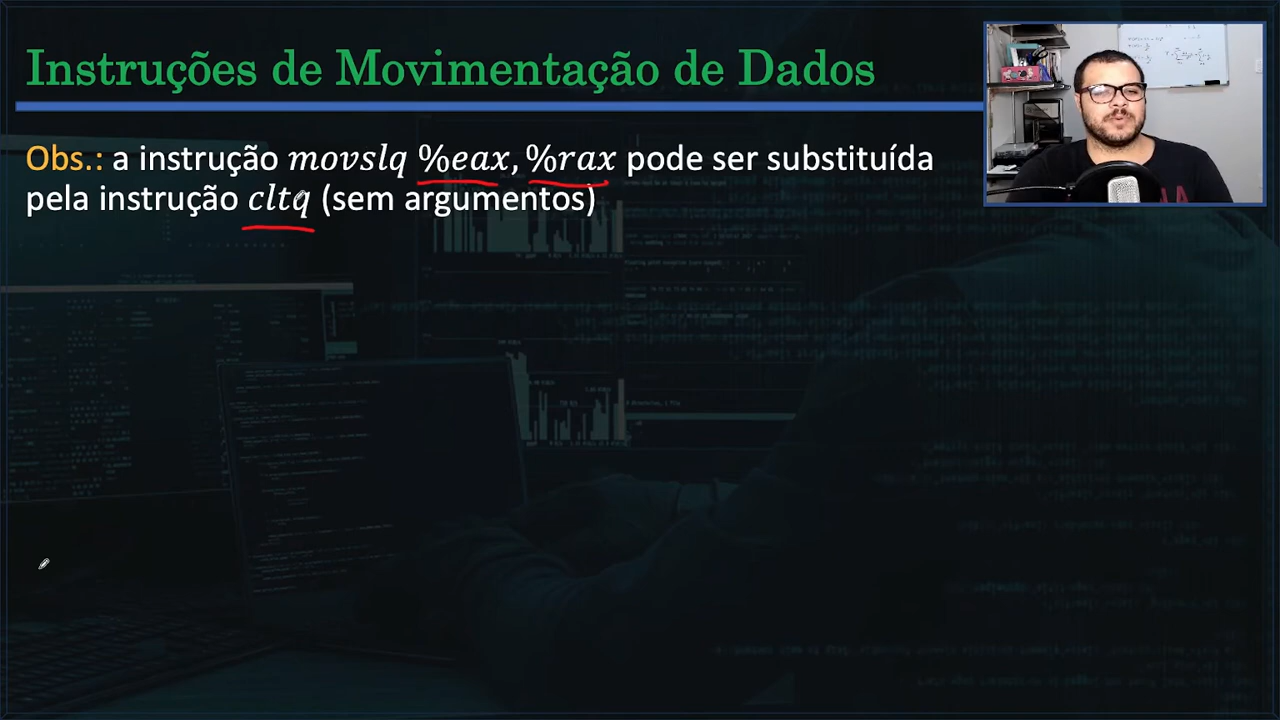 Instruções de Movimentação de Dados
Obs.: a instrução movslq %eax, %rax pode ser substituída
pela instrução cltq (sem argumentos)